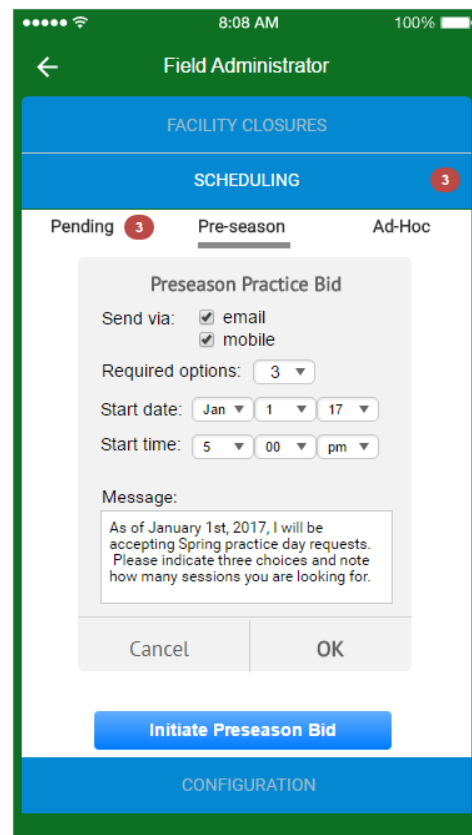 8:08 AM 100%
Field Administrator
FACILITY CLOSURES
SCHEDULING 3
Pending 3 Pre-season Ad-Hoc
Preseason Practice Bid
Send via: email
mobile
Required options: 3
Start date: Jan 1 17
Start time: 5 00 pm
Message:
As of January 1st, 2017, I will be
accepting Spring practice day requests.
Please indicate three choices and note
how many sessions you are looking for.
Cancel OK
Initiate Preseason Bid
CONFIGURATION